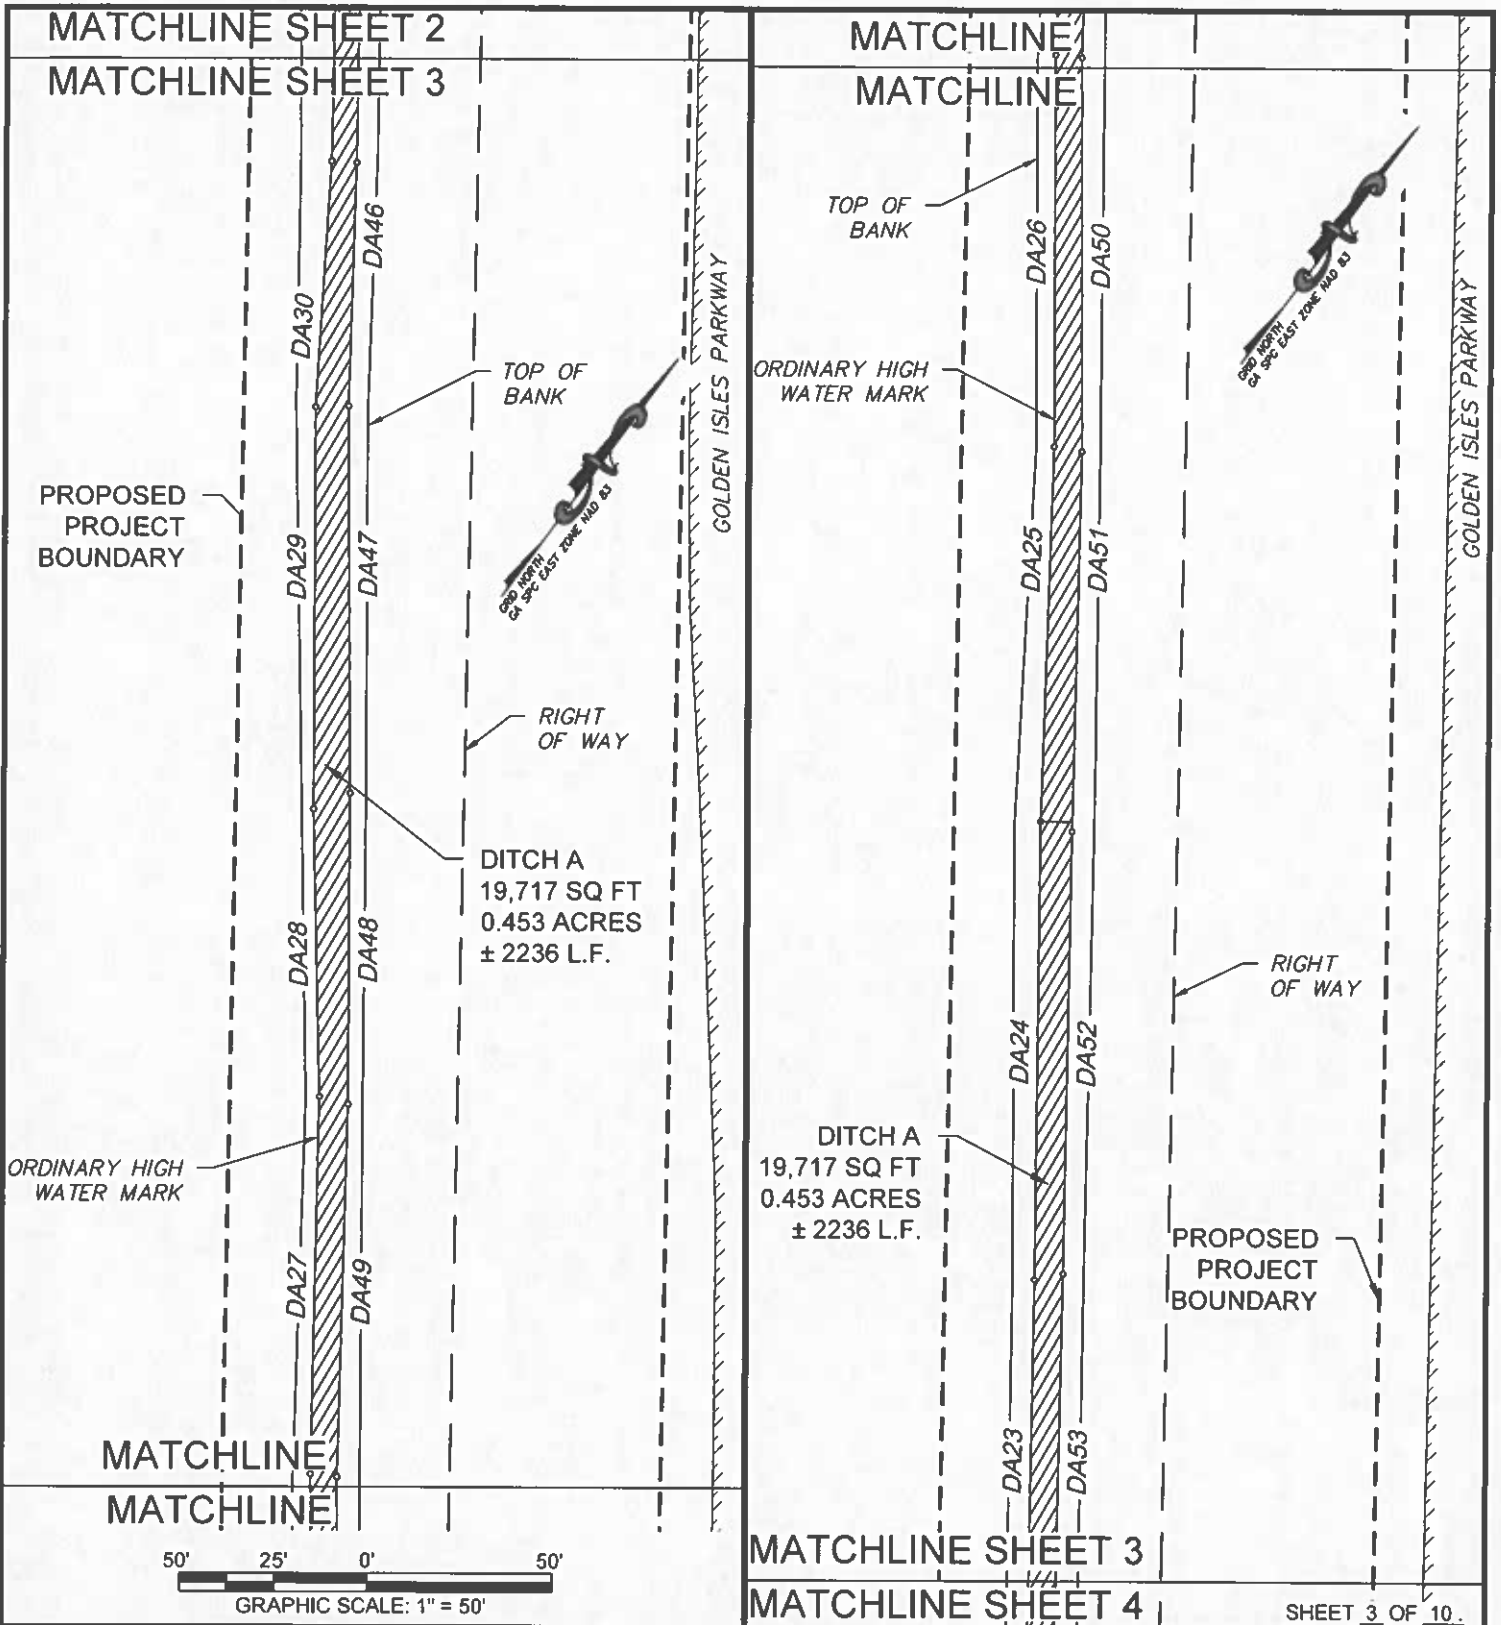 MATCHLINE SHEET 2
MATCHLINE SHEET 3
DA46
DA30
GOLDEN ISLES PARKWAY
TOP OF
BANK
PROPOSED
PROJECT
BOUNDARY
DA29
DA47
GRID NORTH
GA SPC EAST ZONE NAD 83
RIGHT
OF WAY
DITCH A
19,717 SQ FT
0.453 ACRES
± 2236 L.F.
DA28
DA48
ORDINARY HIGH
WATER MARK
DA27
DA49
MATCHLINE
MATCHLINE
50' 25' 0' 50'
GRAPHIC SCALE: 1" = 50'
MATCHLINE
MATCHLINE
TOP OF
BANK
DA26
DA50
GRID NORTH
GA SPC EAST ZONE NAD 83
GOLDEN ISLES PARKWAY
ORDINARY HIGH
WATER MARK
DA25
DA51
RIGHT
OF WAY
DA24
DA52
DITCH A
19,717 SQ FT
0.453 ACRES
± 2236 L.F.
PROPOSED
PROJECT
BOUNDARY
DA23
DA53
MATCHLINE SHEET 3
MATCHLINE SHEET 4
SHEET 3 OF 10.